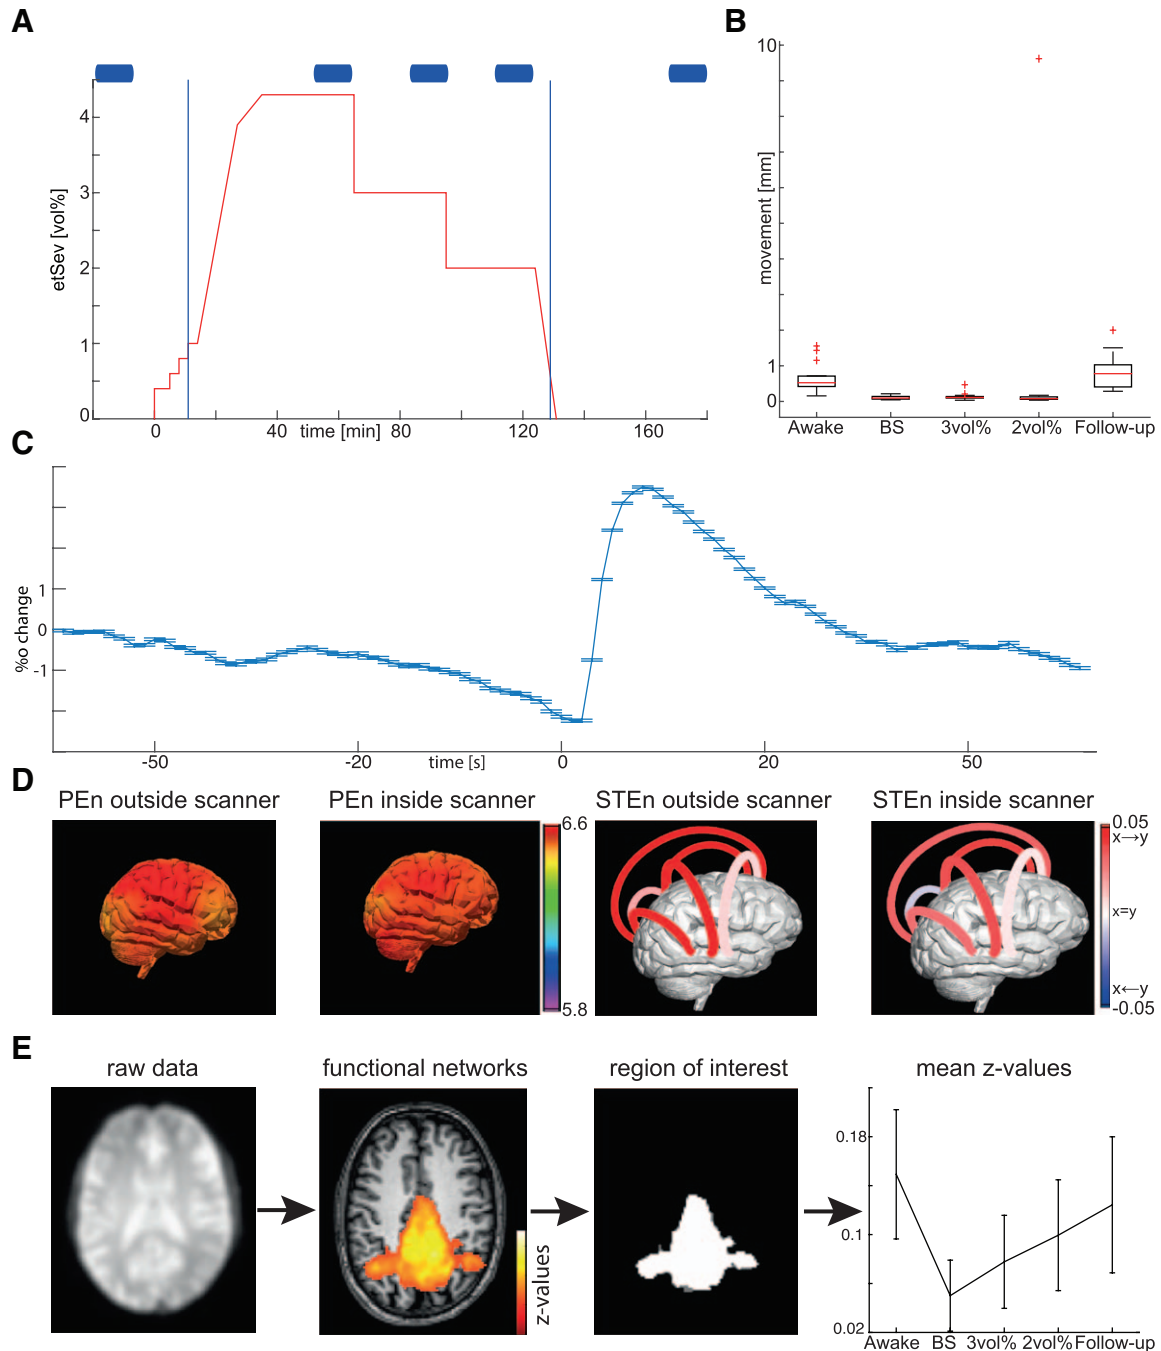 A
B
etSev [vol%]
4
3
2
1
0
0
40
time [min]
80
120
160
movement [mm]
10
1
0
Awake
BS
3vol%
2vol%
Follow-up
C
%o change
1
0
-1
-50
-20
time [s]
0
20
50
D
PEn outside scanner
PEn inside scanner
STEn outside scanner
STEn inside scanner
6.6
5.8
0.05
x→y
x=y
x←y
-0.05
E
raw data
functional networks
region of interest
mean z-values
z-values
0.18
0.1
0.02
Awake
BS
3vol%
2vol%
Follow-up